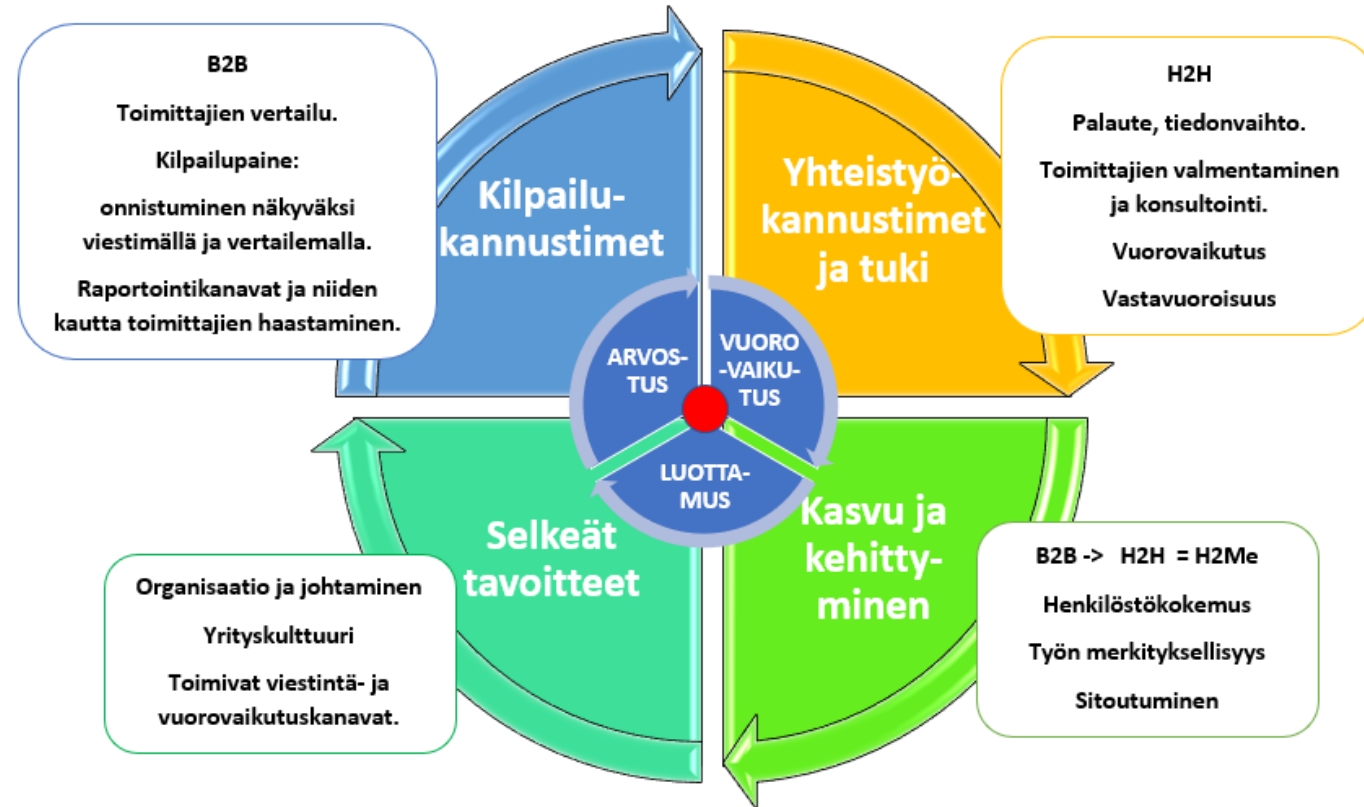 B2B
Toimittajien vertailu.
Kilpailupaine:
onnistuminen näkyväksi
viestimällä ja vertailemalla.
Raportointikanavat ja niiden
kautta toimittajien haastaminen.
Kilpailu-
kannustimet
Yhteistyö-
kannustimet
ja tuki
H2H
Palaute, tiedonvaihto.
Toimittajien valmentaminen
ja konsultointi.
Vuorovaikutus
Vastavuoroisuus
ARVOS-
TUS
VUORO
-VAIKU-
TUS
LUOTTA-
MUS
Selkeät
tavoitteet
Kasvu ja
kehitty-
minen
Organisaatio ja johtaminen
Yrityskulttuuri
Toimivat viestintä- ja
vuorovaikutuskanavat.
B2B -> H2H = H2Me
Henkilöstökokemus
Työn merkityksellisyys
Sitoutuminen